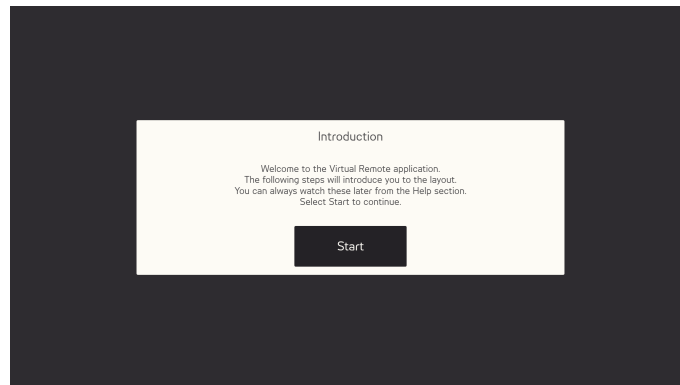 Introduction
Welcome to the Virtual Remote application.
The following steps will introduce you to the layout.
You can always watch these later from the Help section.
Select Start to continue.
Start